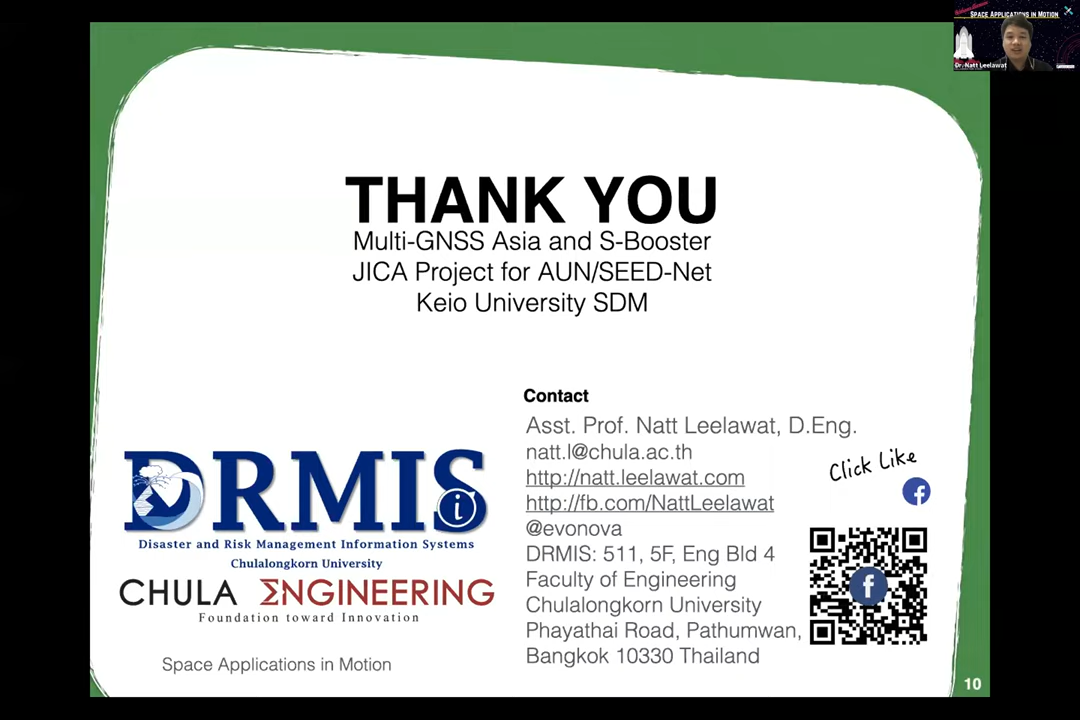 SPACE APPLICATIONS IN MOTION
Dr. Natt Leelawat
THANK YOU
Multi-GNSS Asia and S-Booster
JICA Project for AUN/SEED-Net
Keio University SDM
Contact
Asst. Prof. Natt Leelawat, D.Eng.
natt.l@chula.ac.th
http://natt.leelawat.com
http://fb.com/NattLeelawat
@evonova
DRMIS: 511, 5F, Eng Bld 4
Faculty of Engineering
Chulalongkorn University
Phayathai Road, Pathumwan,
Bangkok 10330 Thailand
Click Like
f
f
DRMIS
i
Disaster and Risk Management Information Systems
Chulalongkorn University
CHULA ΣNGINEERING
Foundation toward Innovation
Space Applications in Motion
10